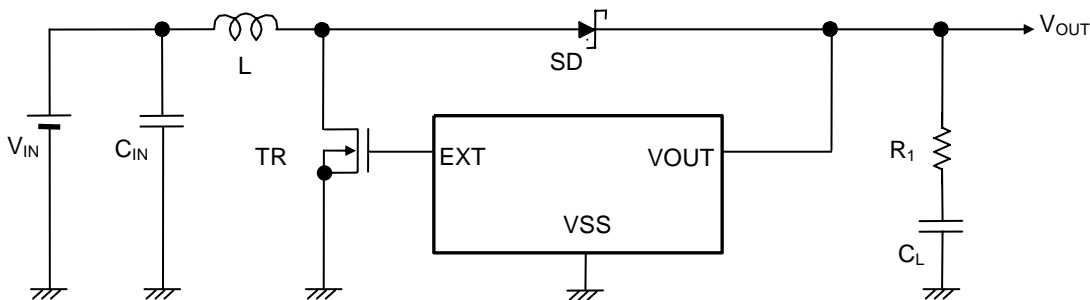 V_OUT
L
SD
V_IN
C_IN
TR
EXT
VOUT
R_1
VSS
C_L